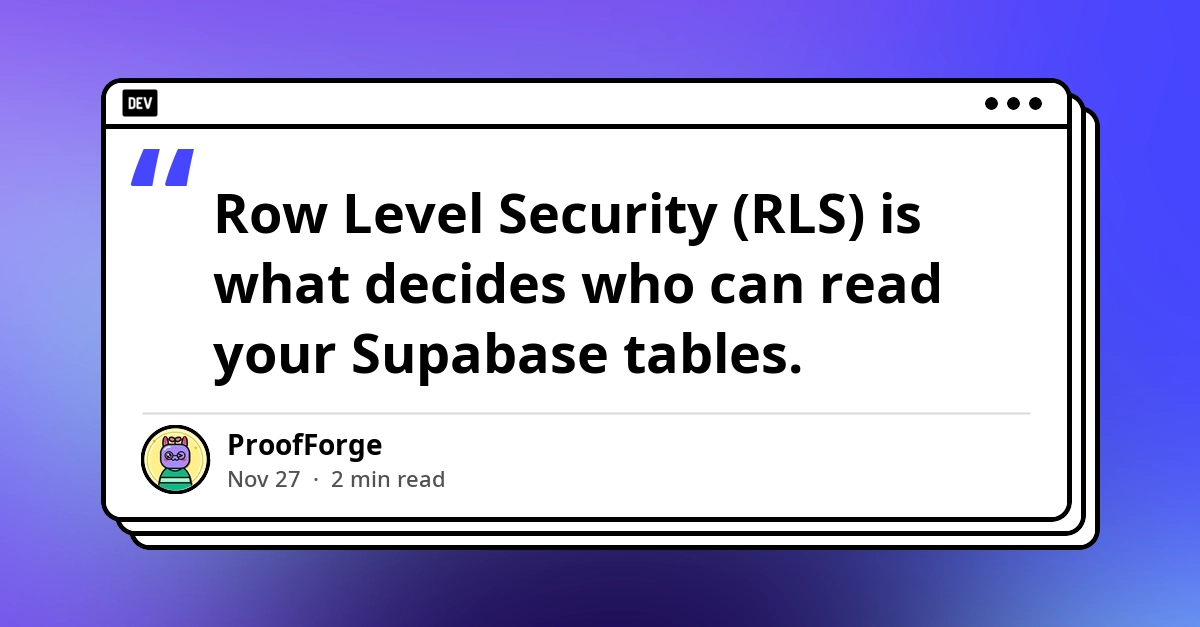 DEV
“
Row Level Security (RLS) is
what decides who can read
your Supabase tables.
ProofForge
Nov 27 · 2 min read